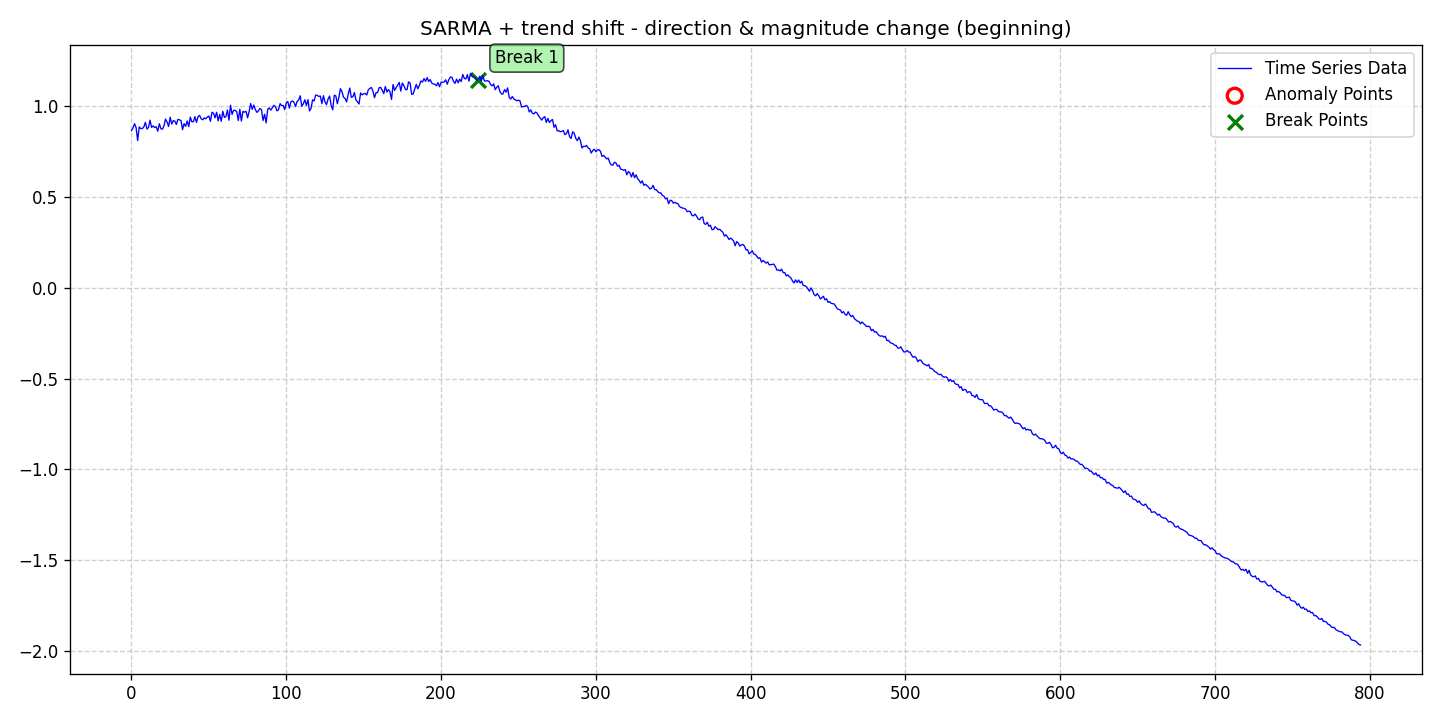 SARMA + trend shift - direction & magnitude change (beginning)
Break 1
Time Series Data
Anomaly Points
Break Points
1.0
0.5
0.0
−0.5
−1.0
−1.5
−2.0
0 100 200 300 400 500 600 700 800